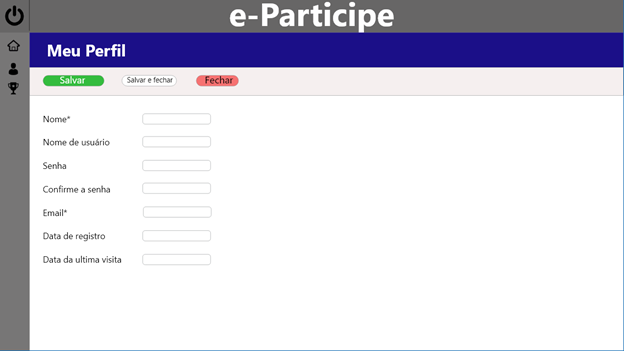 e-Participe
Meu Perfil
Salvar Salvar e fechar Fechar
Nome*
Nome de usuário
Senha
Confirme a senha
Email*
Data de registro
Data da ultima visita